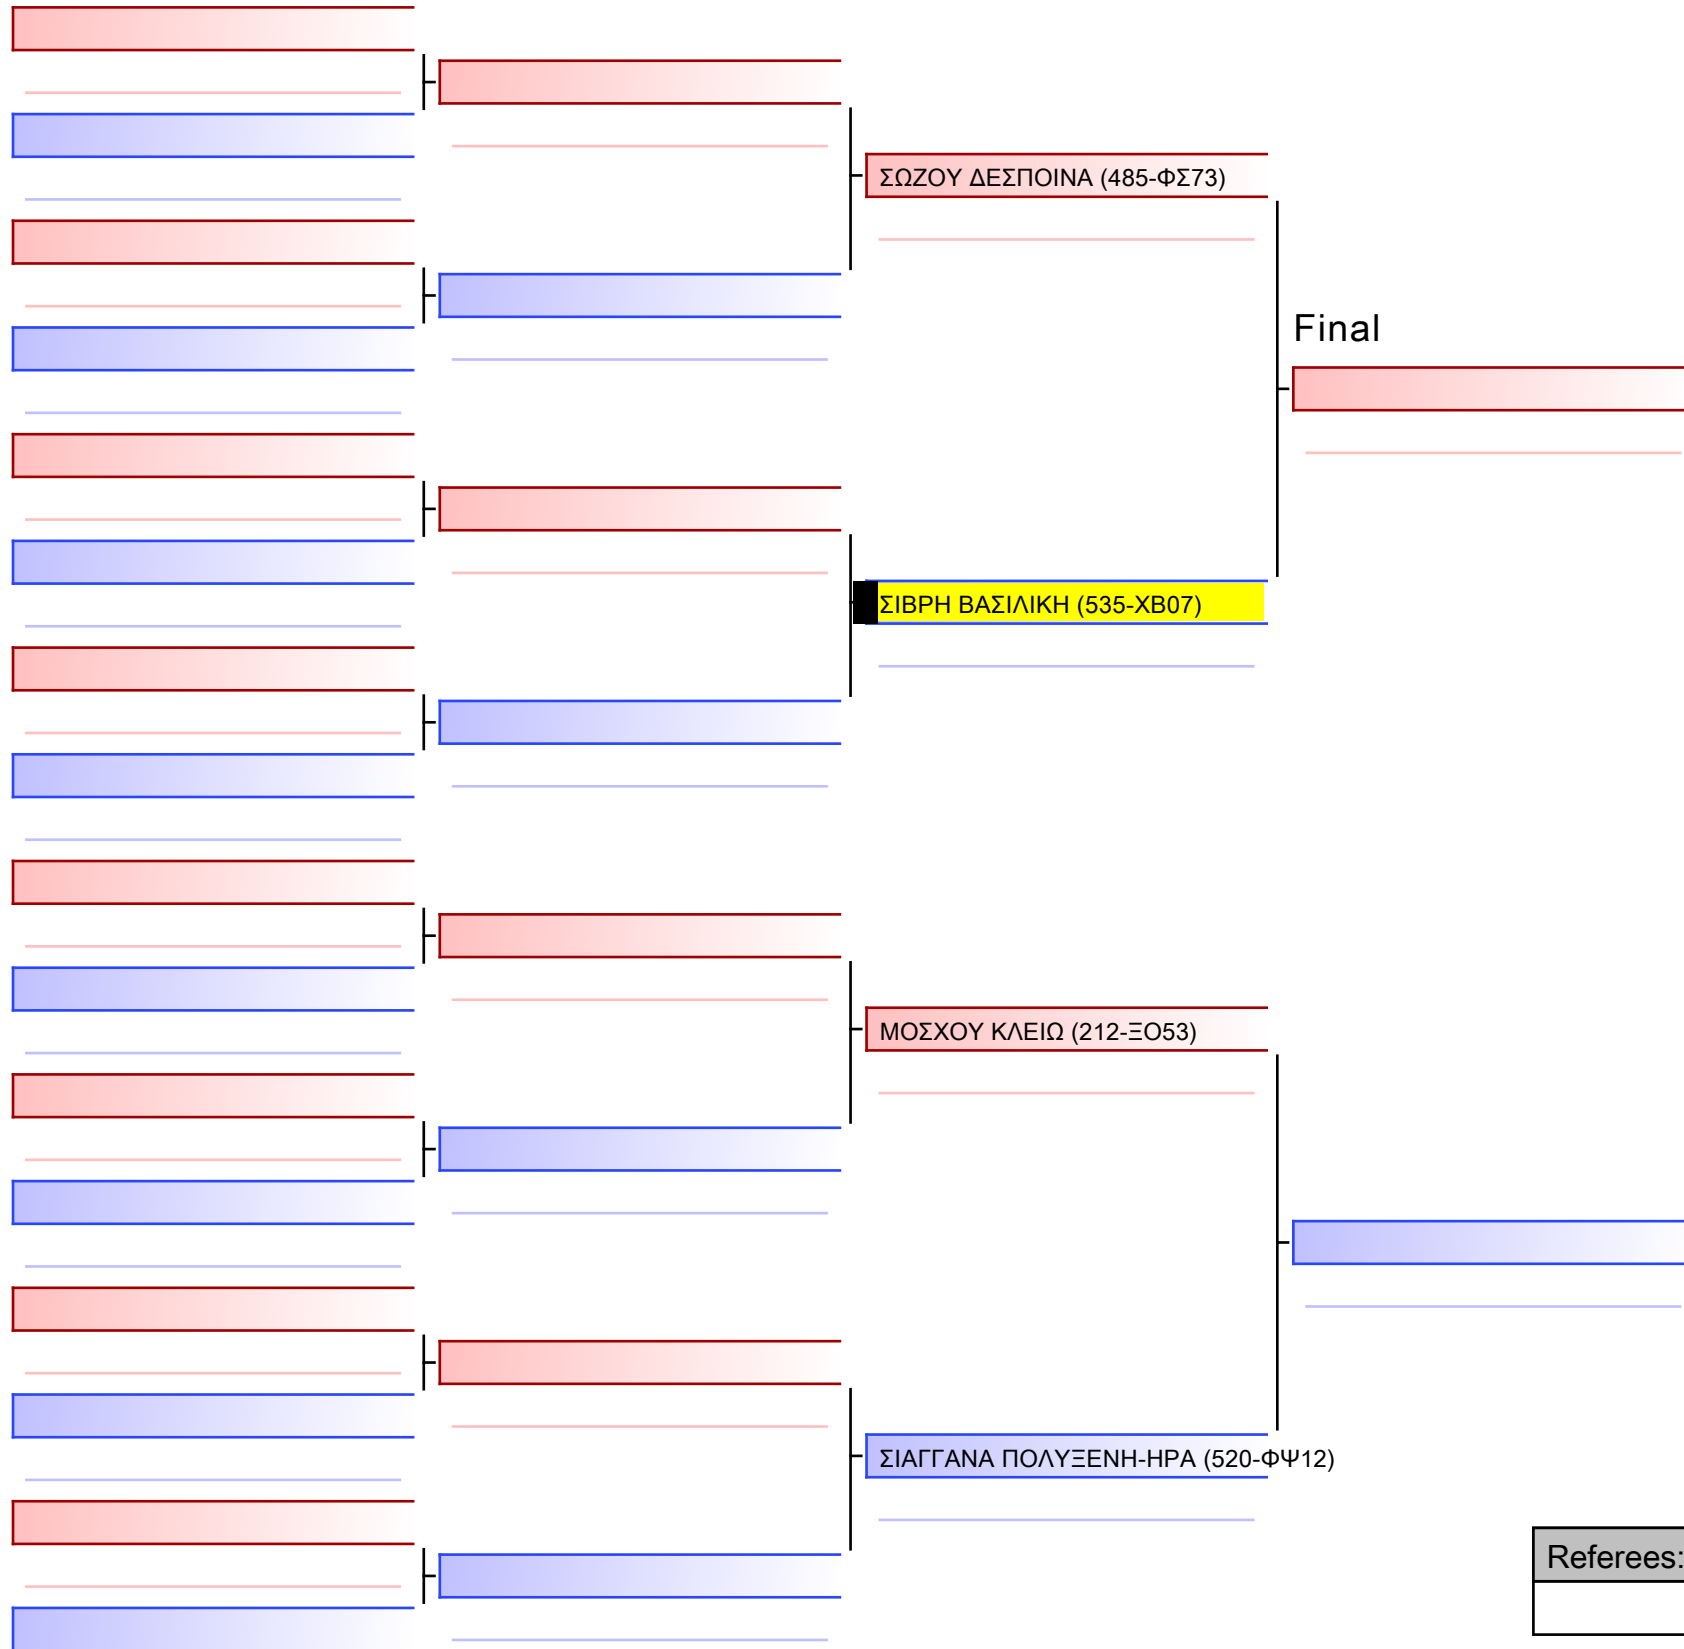 ΣΩΖΟΥ ΔΕΣΠΟΙΝΑ (485-ΦΣ73)
Final
ΣΙΒΡΗ ΒΑΣΙΛΙΚΗ (535-ΧΒ07)
ΜΟΣΧΟΥ ΚΛΕΙΩ (212-ΞΟ53)
ΣΙΑΓΓΑΝΑ ΠΟΛΥΞΕΝΗ-ΗΡΑ (520-ΦΨ12)
Referees: